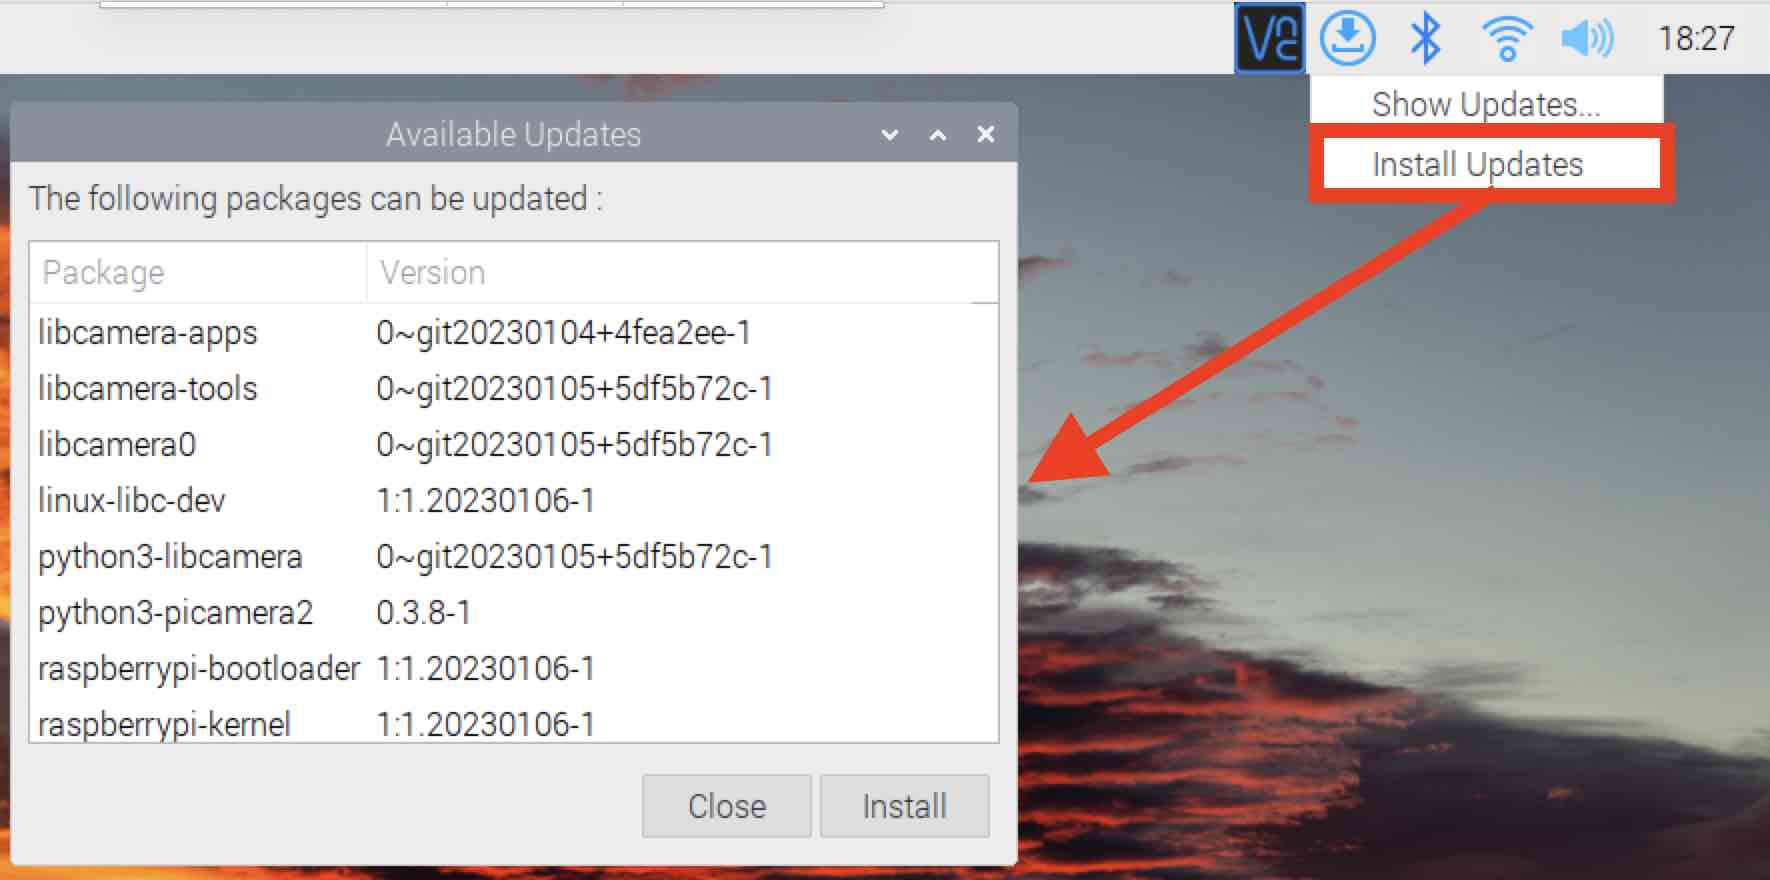 VNC
18:27
Show Updates...
Install Updates
Available Updates
The following packages can be updated :
Package Version
libcamera-apps 0~git20230104+4fea2ee-1
libcamera-tools 0~git20230105+5df5b72c-1
libcamera0 0~git20230105+5df5b72c-1
linux-libc-dev 1:1.20230106-1
python3-libcamera 0~git20230105+5df5b72c-1
python3-picamera2 0.3.8-1
raspberrypi-bootloader 1:1.20230106-1
raspberrypi-kernel 1:1.20230106-1
Close Install